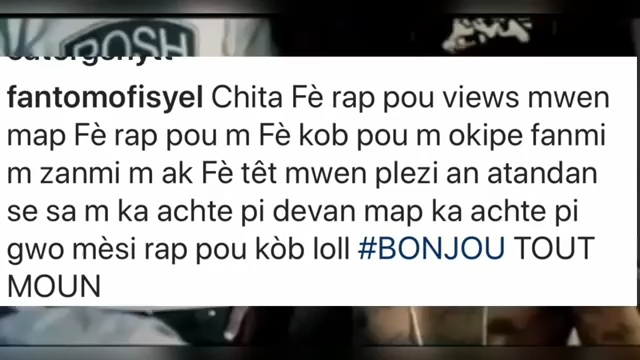 ROSH
fantomofisyel Chita Fè rap pou views mwen
map Fè rap pou m Fè kob pou m okipe fanmi
m zanmi m ak Fè têt mwen plezi an atandan
se sa m ka achte pi devan map ka achte pi
gwo mèsi rap pou kòb loll #BONJOU TOUT
MOUN